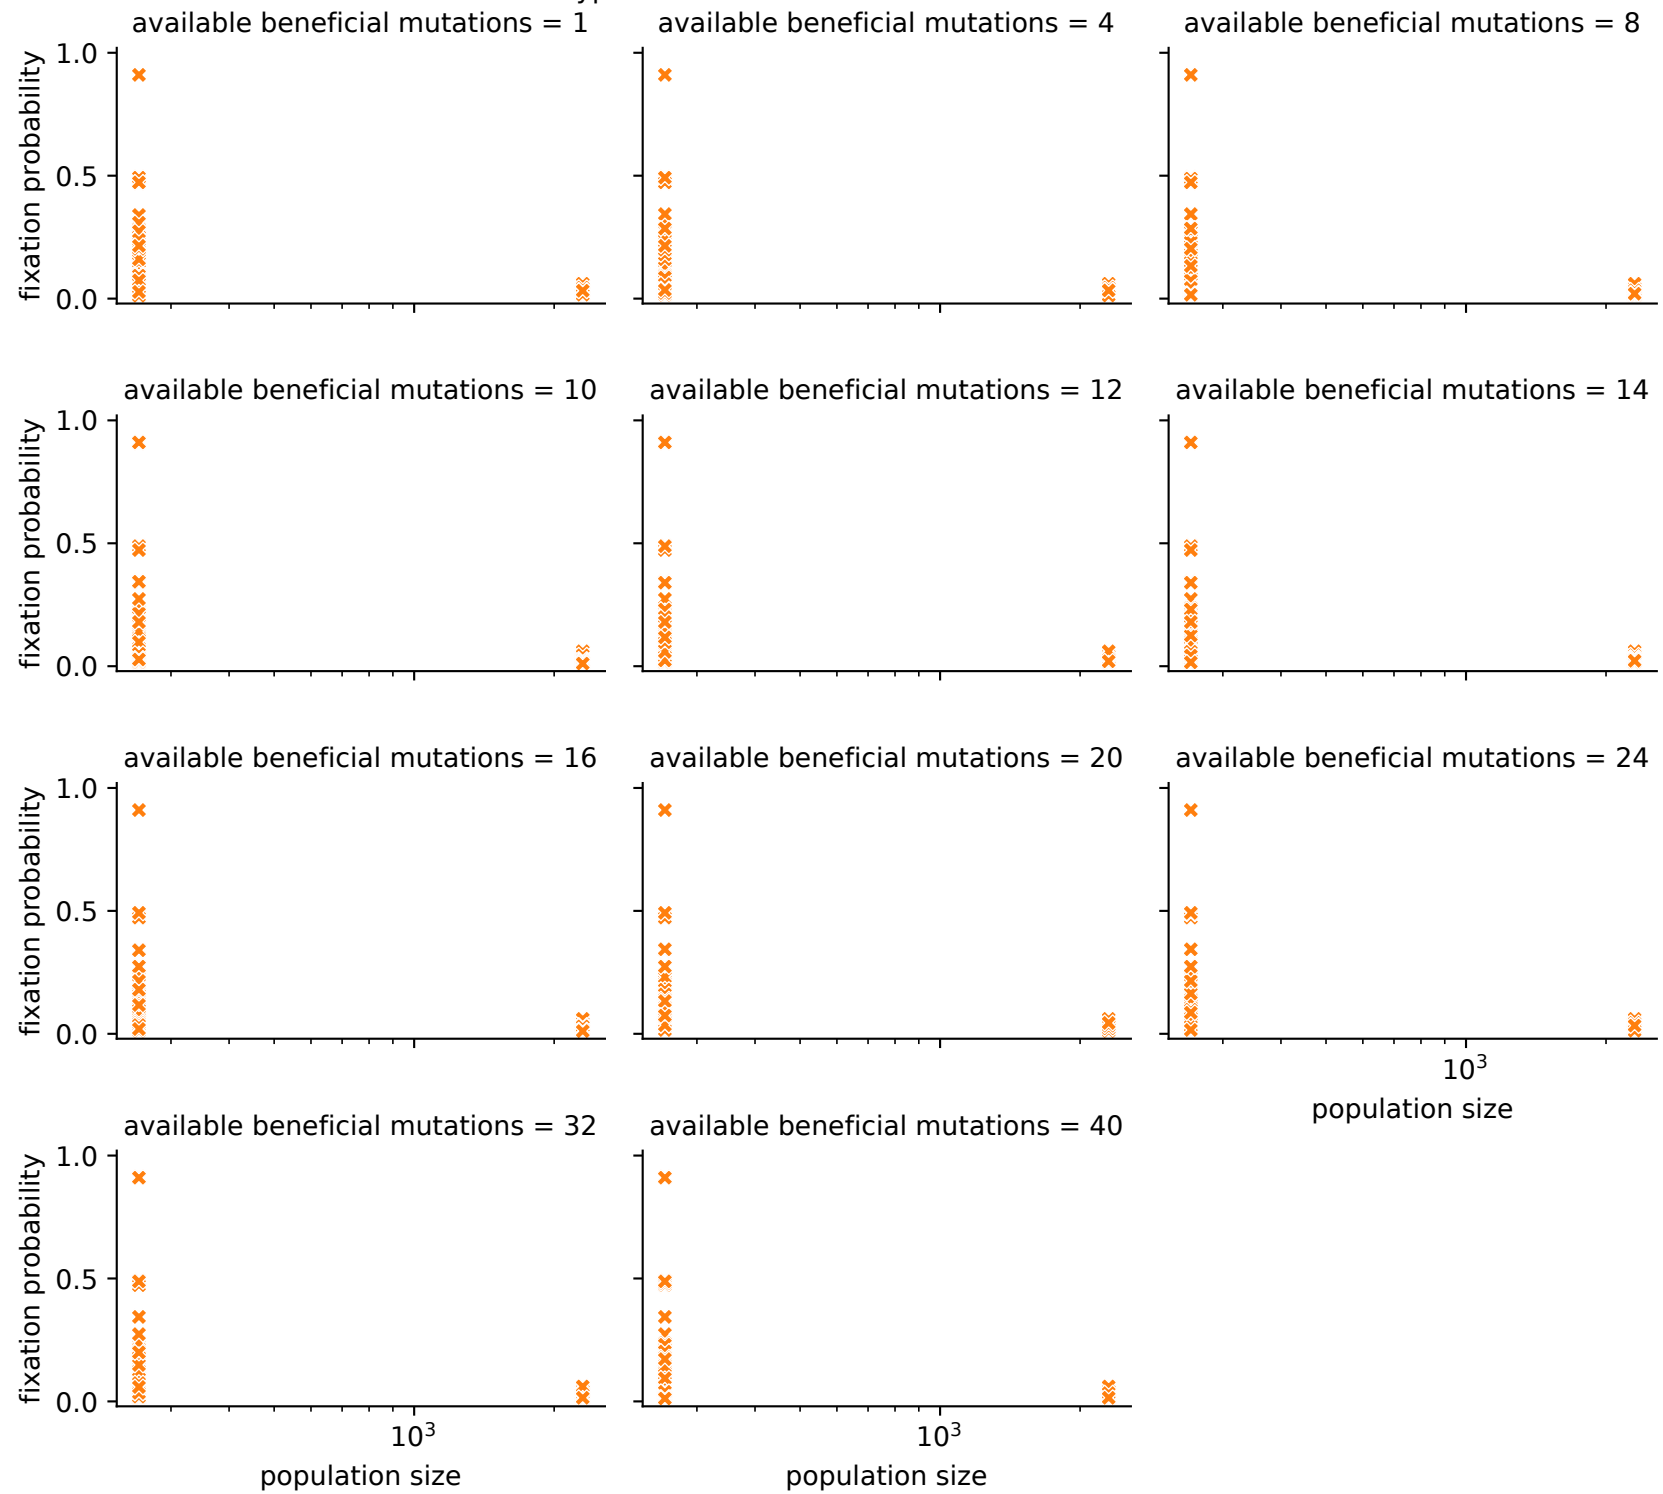 available beneficial mutations = 1
available beneficial mutations = 4
available beneficial mutations = 8
fixation probability
1.0
0.5
0.0
available beneficial mutations = 10
available beneficial mutations = 12
available beneficial mutations = 14
fixation probability
1.0
0.5
0.0
available beneficial mutations = 16
available beneficial mutations = 20
available beneficial mutations = 24
fixation probability
1.0
0.5
0.0
10³
population size
available beneficial mutations = 32
available beneficial mutations = 40
fixation probability
1.0
0.5
0.0
10³
10³
population size
population size